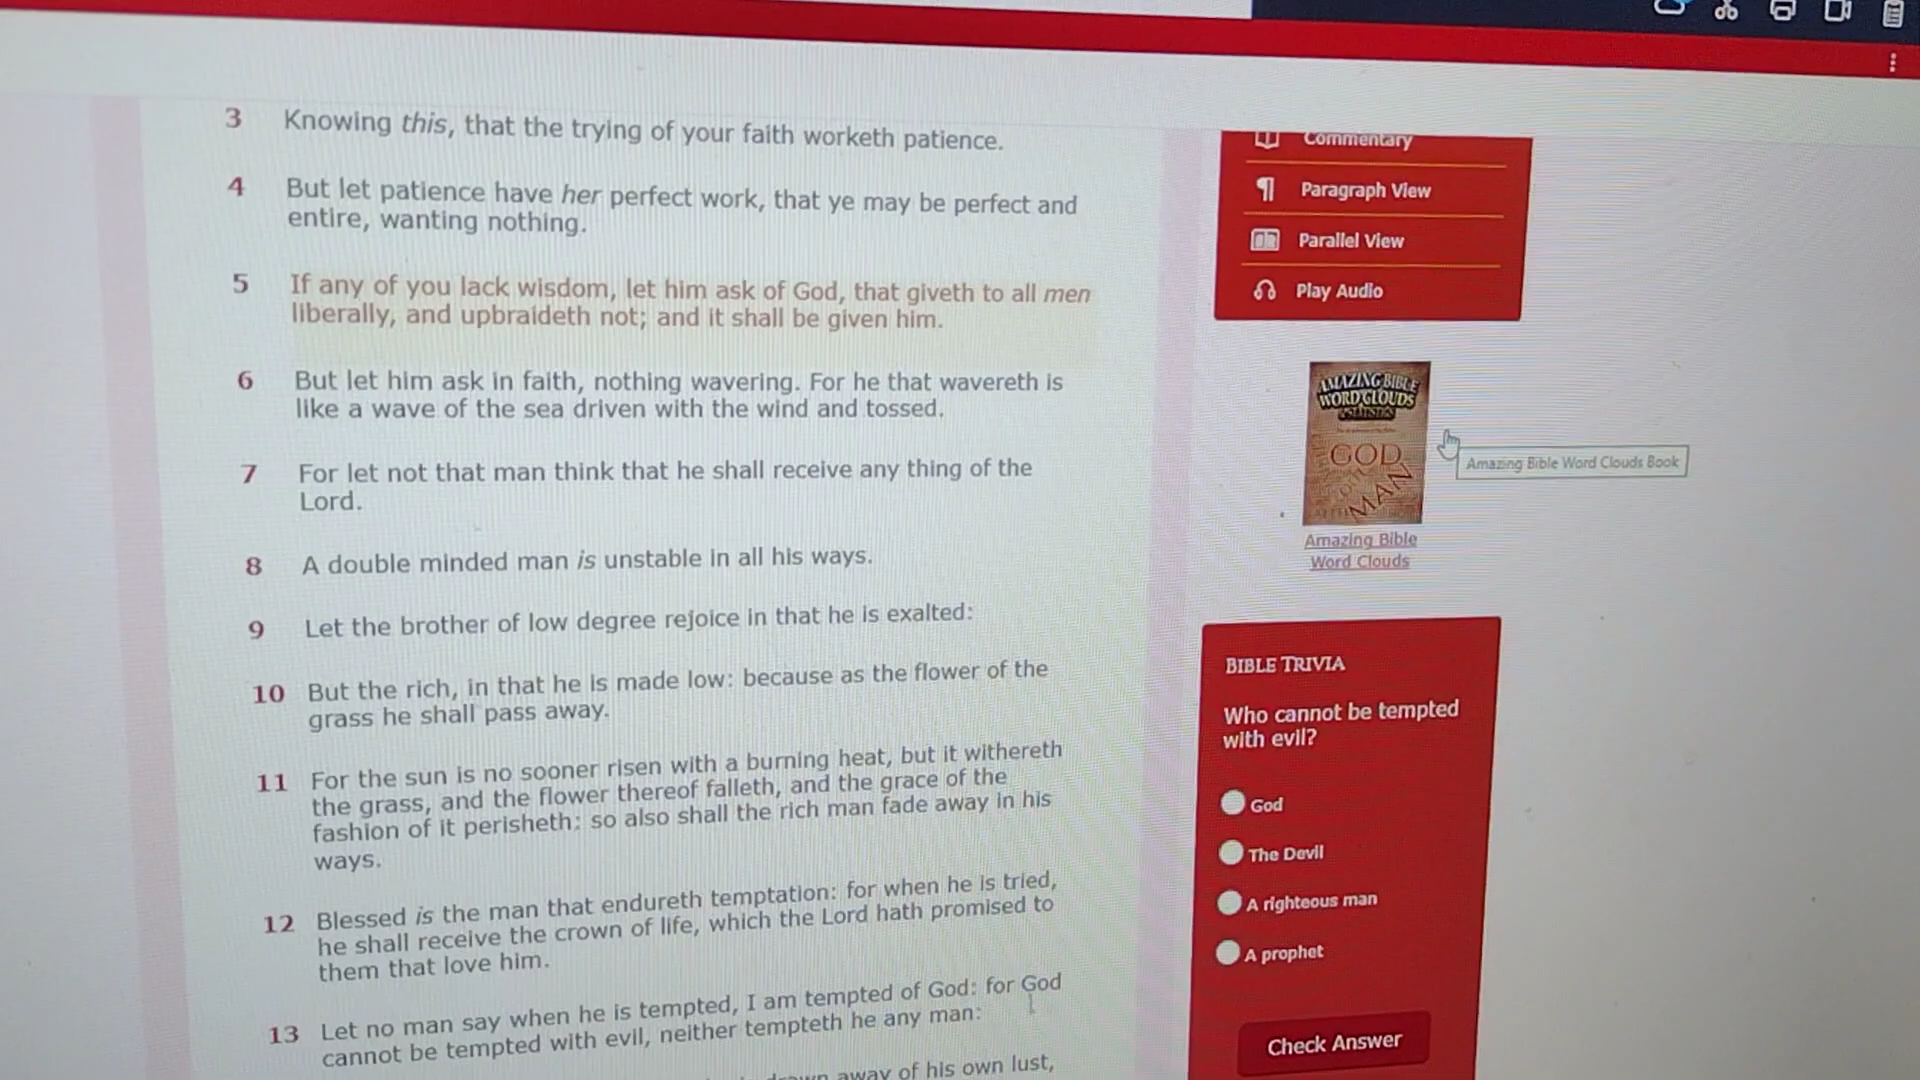 3 Knowing this, that the trying of your faith worketh patience.
4 But let patience have her perfect work, that ye may be perfect and
entire, wanting nothing.
5 If any of you lack wisdom, let him ask of God, that giveth to all men
liberally, and upbraideth not; and it shall be given him.
6 But let him ask in faith, nothing wavering. For he that wavereth is
like a wave of the sea driven with the wind and tossed.
7 For let not that man think that he shall receive any thing of the
Lord.
8 A double minded man is unstable in all his ways.
9 Let the brother of low degree rejoice in that he is exalted:
10 But the rich, in that he is made low: because as the flower of the
grass he shall pass away.
11 For the sun is no sooner risen with a burning heat, but it withereth
the grass, and the flower thereof falleth, and the grace of the
fashion of it perisheth: so also shall the rich man fade away in his
ways.
12 Blessed is the man that endureth temptation: for when he is tried,
he shall receive the crown of life, which the Lord hath promised to
them that love him.
13 Let no man say when he is tempted, I am tempted of God: for God
cannot be tempted with evil, neither tempteth he any man:
away of his own lust,
Commentary
Paragraph View
Parallel View
Play Audio
AMAZING BIBLE
WORD CLOUDS
GOD
MAN
Amazing Bible Word Clouds Book
Amazing Bible
Word Clouds
BIBLE TRIVIA
Who cannot be tempted
with evil?
God
The Devil
A righteous man
A prophet
Check Answer